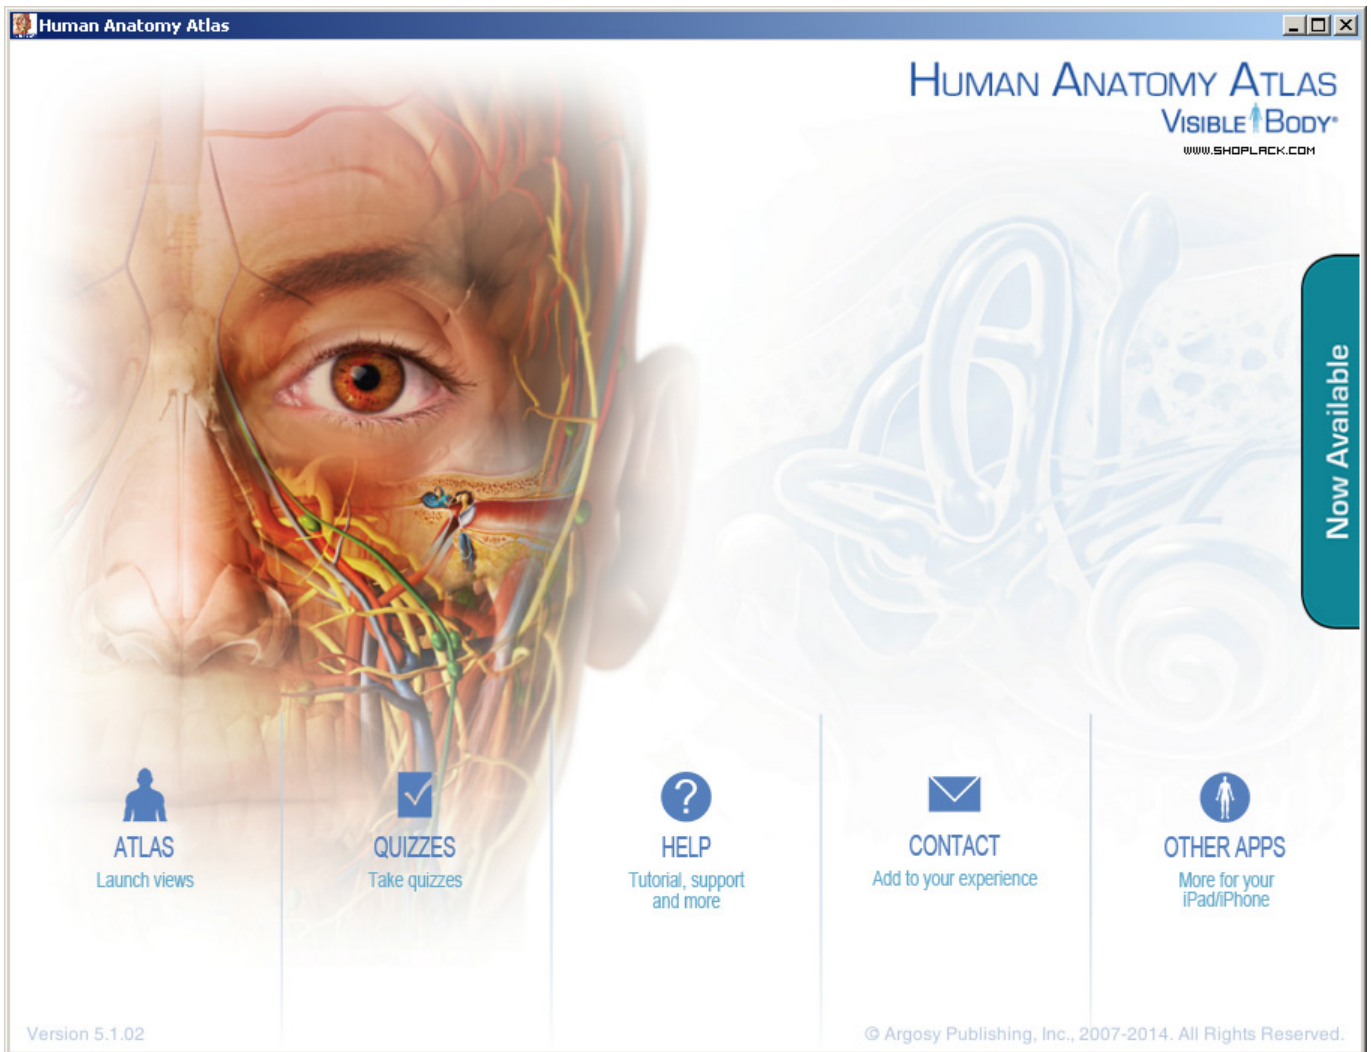 Human Anatomy Atlas
HUMAN ANATOMY ATLAS
VISIBLE BODY®
WWW.SHOPLACK.COM
Now Available
ATLAS
Launch views
QUIZZES
Take quizzes
HELP
Tutorial, support
and more
CONTACT
Add to your experience
OTHER APPS
More for your
iPad/iPhone
Version 5.1.02
© Argosy Publishing, Inc., 2007-2014. All Rights Reserved.